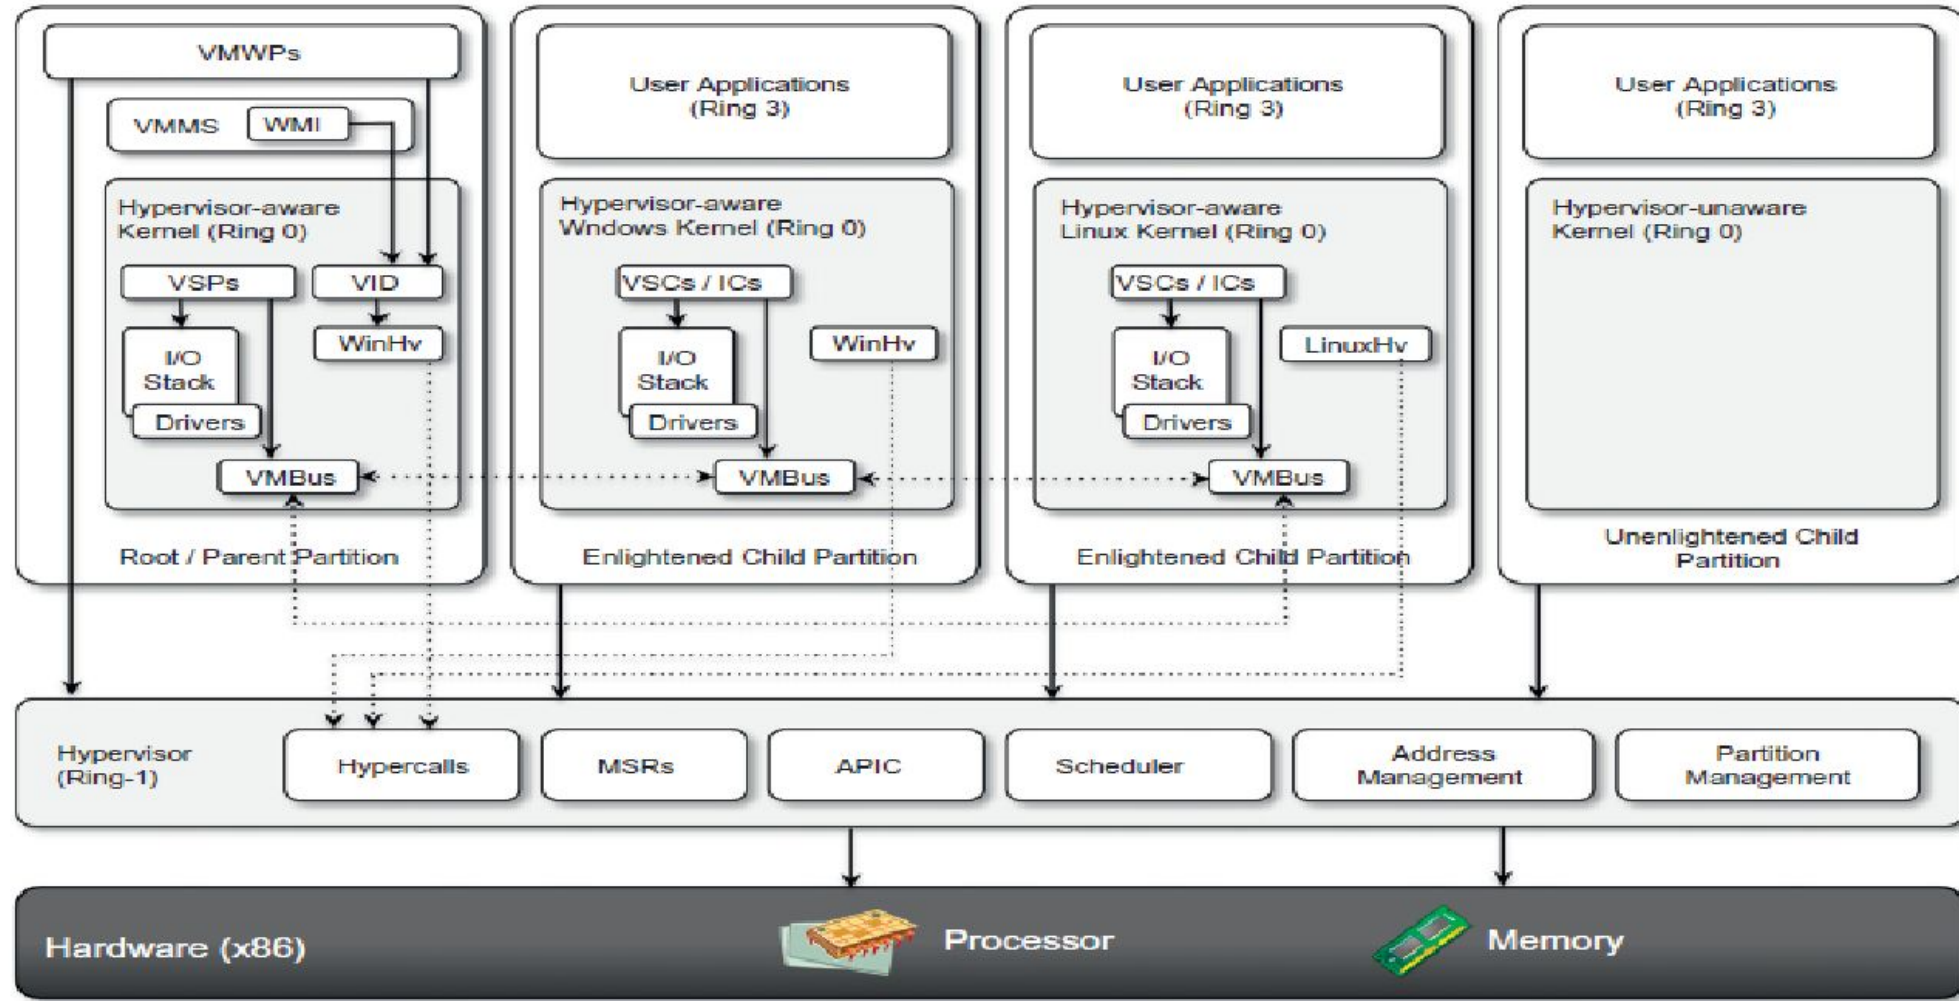 VMWPs
VMMS
WMI
Hypervisor-aware
Kernel (Ring 0)
VSPs
VID
WinHv
I/O
Stack
Drivers
VMBus
Root / Parent Partition
User Applications
(Ring 3)
Hypervisor-aware
Wndows Kernel (Ring 0)
VSCs / ICs
I/O
Stack
Drivers
WinHv
VMBus
Enlightened Child Partition
User Applications
(Ring 3)
Hypervisor-aware
Linux Kernel (Ring 0)
VSCs / ICs
I/O
Stack
Drivers
LinuxHv
VMBus
Enlightened Child Partition
User Applications
(Ring 3)
Hypervisor-unaware
Kernel (Ring 0)
Unenlightened Child
Partition
Hypervisor
(Ring-1)
Hypercalls
MSRs
APIC
Scheduler
Address
Management
Partition
Management
Hardware (x86)
Processor
Memory